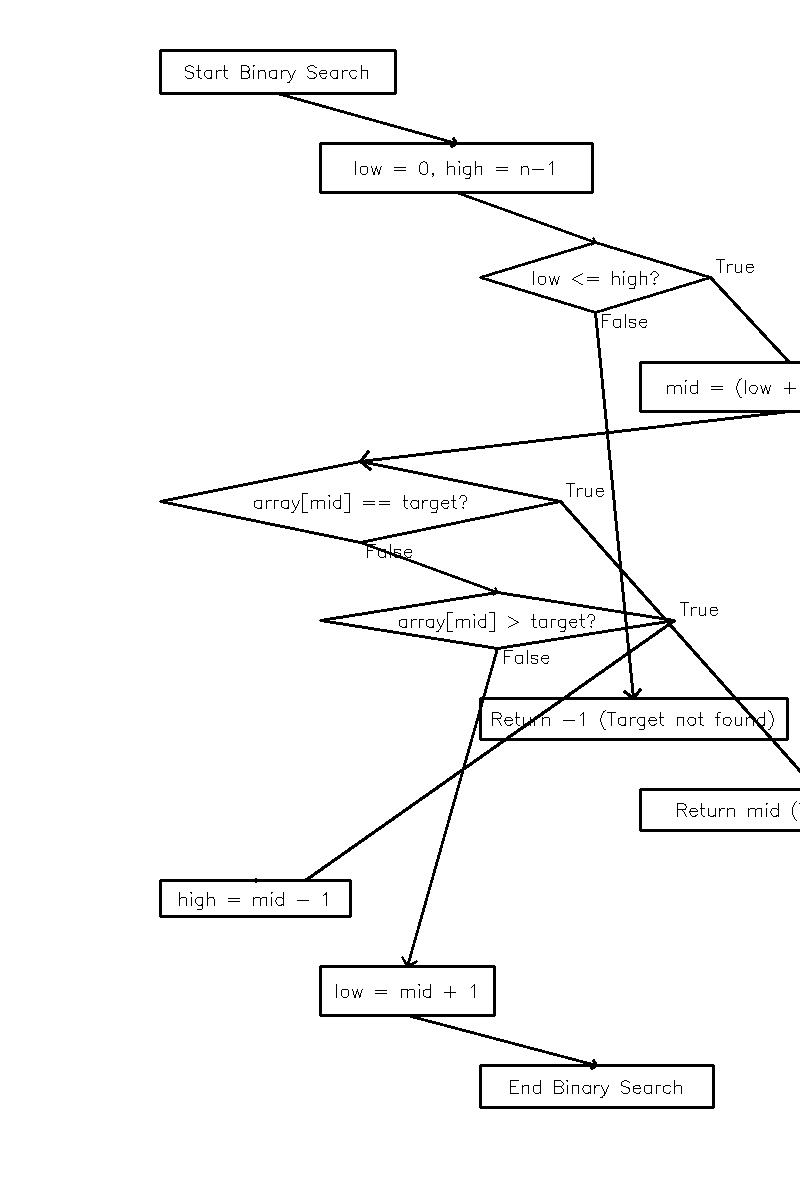 Start Binary Search
low = 0, high = n-1
low <= high?
True
False
mid = (low +
array[mid] == target?
True
False
array[mid] > target?
True
False
Return -1 (Target not found)
Return mid (
high = mid - 1
low = mid + 1
End Binary Search